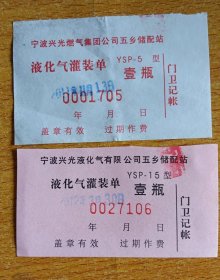 宁波兴光燃气集团公司五乡储配站
液化气灌装单 YSP-5 型
壹瓶
0001705
年 月 日
盖章有效 过期作费
门卫记帐
宁波兴光液化气有限公司五乡储配站
液化气灌装单 YSP-15 型
壹瓶
0027106
年 月 日
盖章有效 过期作费
门卫记帐